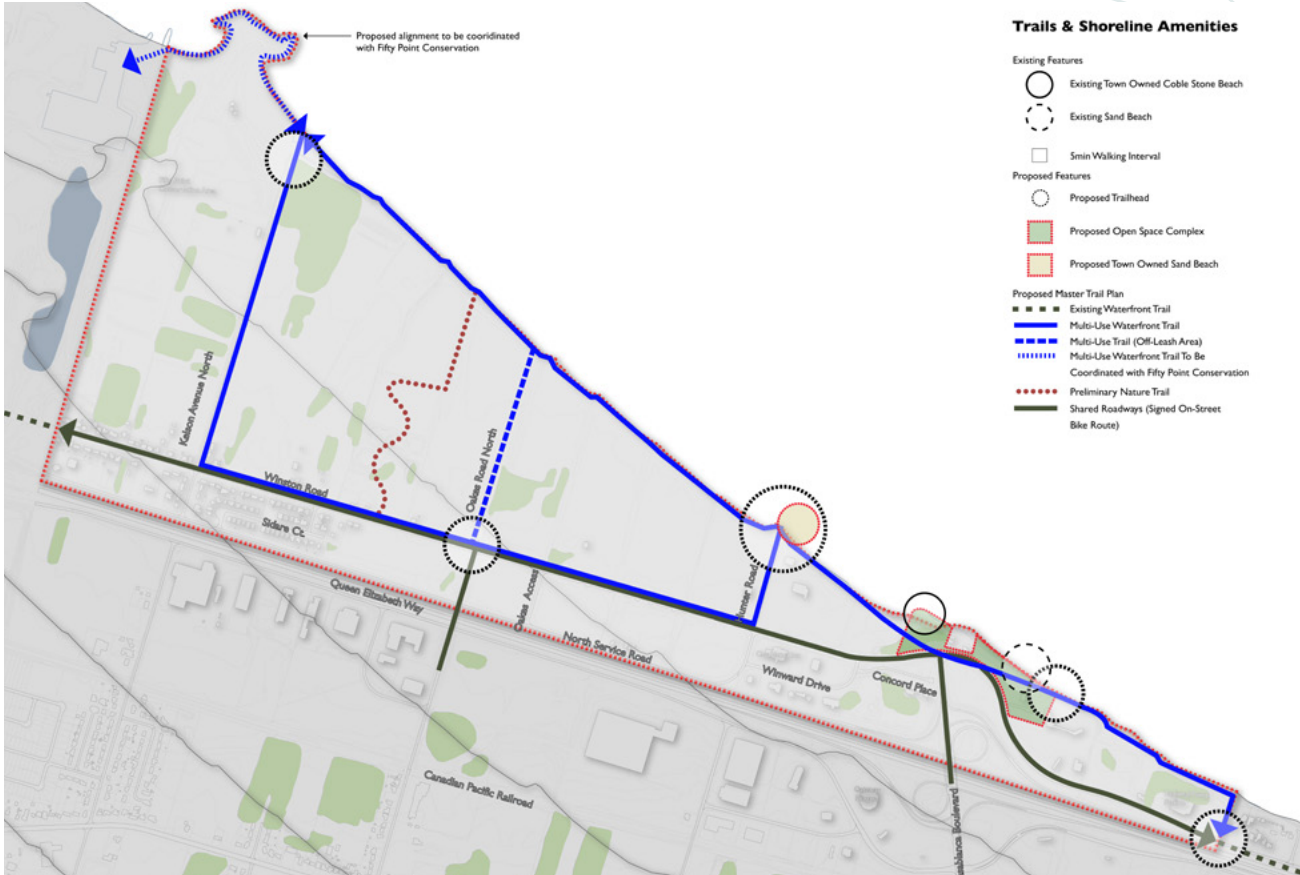 Proposed alignment to be cooridinated
with Fifty Point Conservation
Trails & Shoreline Amenities
Existing Features
Existing Town Owned Coble Stone Beach
Existing Sand Beach
5min Walking Interval
Proposed Features
Proposed Trailhead
Proposed Open Space Complex
Proposed Town Owned Sand Beach
Proposed Master Trail Plan
Existing Waterfront Trail
Multi-Use Waterfront Trail
Multi-Use Trail (Off-Leash Area)
Multi-Use Waterfront Trail To Be
Coordinated with Fifty Point Conservation
Preliminary Nature Trail
Shared Roadways (Signed On-Street
Bike Route)
Kelson Avenue North
Winston Road
Sidare Ct.
Oakes Road North
Oakes Access
Queen Elizabeth Way
North Service Road
Hunter Road
Winward Drive
Concord Place
Canadian Pacific Railroad
Boulevard